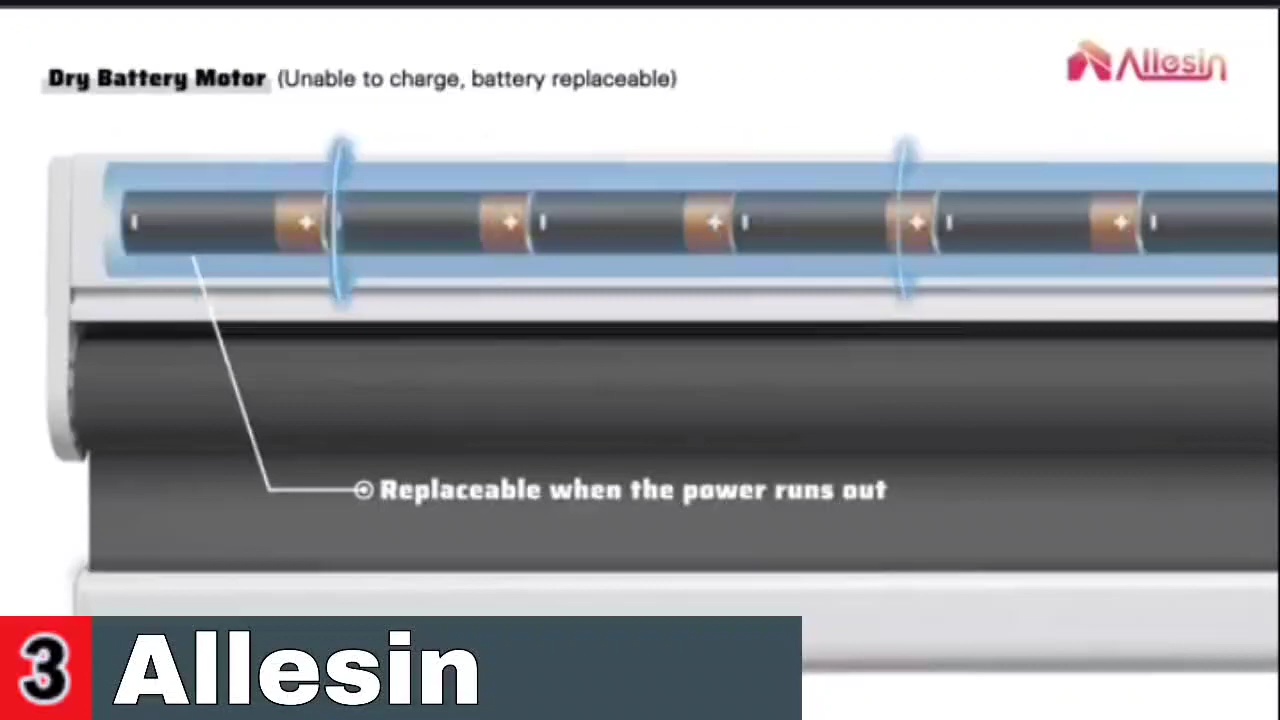 Dry Battery Motor (Unable to charge, battery replaceable)
Allesin
Replaceable when the power runs out
3 Allesin